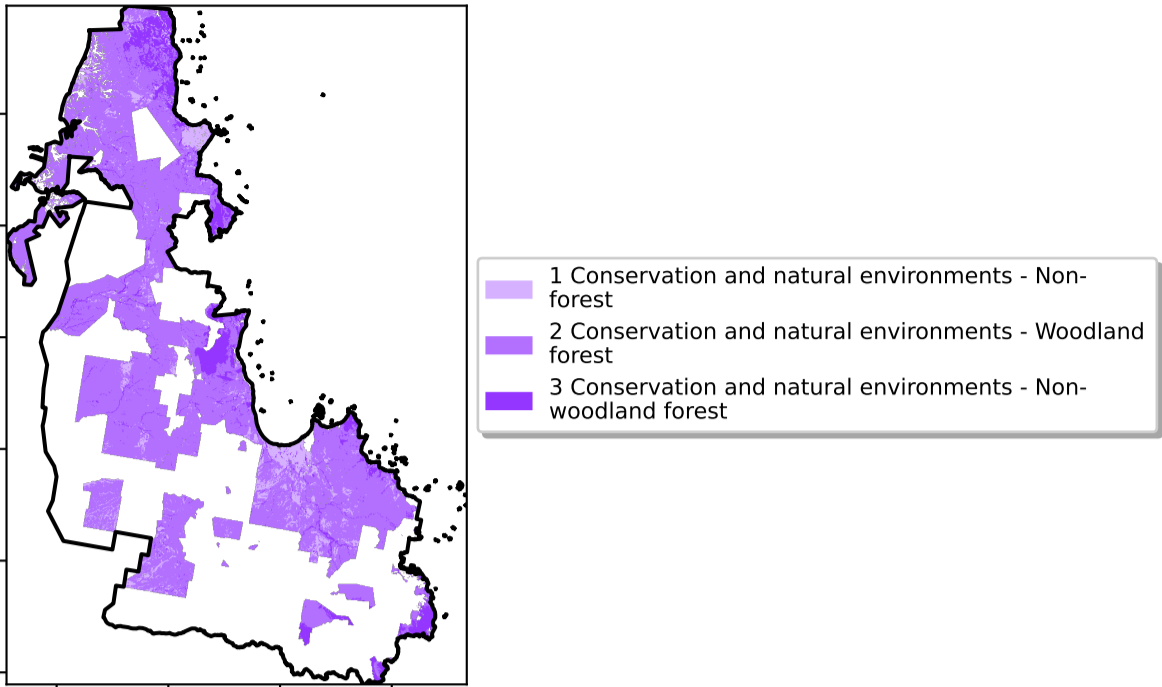 1 Conservation and natural environments - Non-
forest
2 Conservation and natural environments - Woodland
forest
3 Conservation and natural environments - Non-
woodland forest